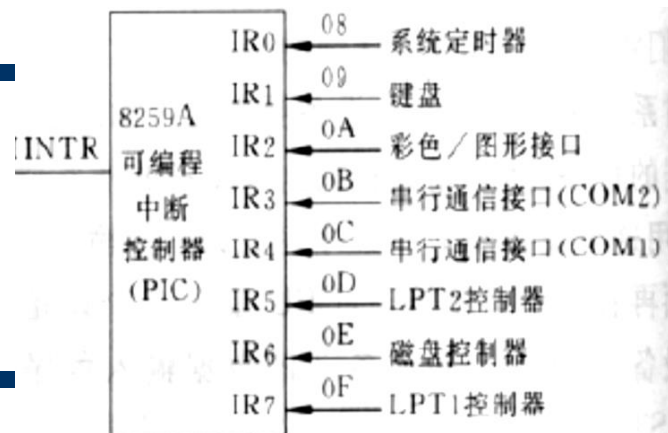 IR0 08 系统定时器
IR1 09 键盘
IR2 0A 彩色／图形接口
IR3 0B 串行通信接口(COM2)
IR4 0C 串行通信接口(COM1)
IR5 0D LPT2控制器
IR6 0E 磁盘控制器
IR7 0F LPT1控制器
INTR
8259A
可编程
中断
控制器
(PIC)